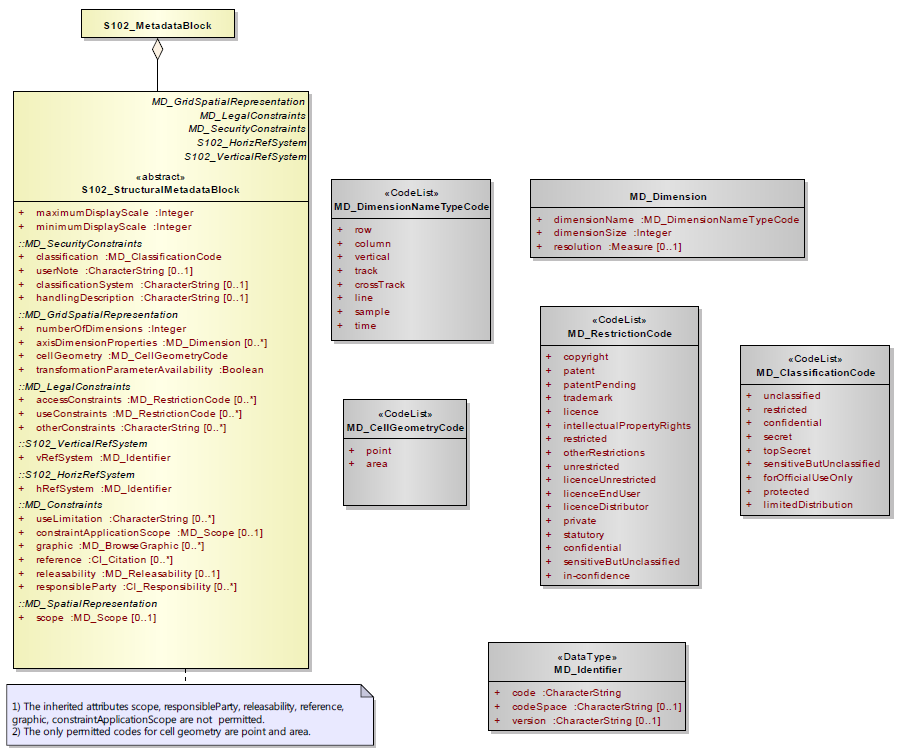 S102_MetadataBlock
MD_GridSpatialRepresentation
MD_LegalConstraints
MD_SecurityConstraints
S102_HorizRefSystem
S102_VerticalRefSystem
«abstract»
S102_StructuralMetadataBlock
+ maximumDisplayScale :Integer
+ minimumDisplayScale :Integer
::MD_SecurityConstraints
+ classification :MD_ClassificationCode
+ userNote :CharacterString [0..1]
+ classificationSystem :CharacterString [0..1]
+ handlingDescription :CharacterString [0..1]
::MD_GridSpatialRepresentation
+ numberOfDimensions :Integer
+ axisDimensionProperties :MD_Dimension [0..*]
+ cellGeometry :MD_CellGeometryCode
+ transformationParameterAvailability :Boolean
::MD_LegalConstraints
+ accessConstraints :MD_RestrictionCode [0..*]
+ useConstraints :MD_RestrictionCode [0..*]
+ otherConstraints :CharacterString [0..*]
::S102_VerticalRefSystem
+ vRefSystem :MD_Identifier
::S102_HorizRefSystem
+ hRefSystem :MD_Identifier
::MD_Constraints
+ useLimitation :CharacterString [0..*]
+ constraintApplicationScope :MD_Scope [0..1]
+ graphic :MD_BrowseGraphic [0..*]
+ reference :CI_Citation [0..*]
+ releasability :MD_Releasability [0..1]
+ responsibleParty :CI_Responsibility [0..*]
::MD_SpatialRepresentation
+ scope :MD_Scope [0..1]
1) The inherited attributes scope, responsibleParty, releasability, reference,
graphic, constraintApplicationScope are not permitted.
2) The only permitted codes for cell geometry are point and area.
«CodeList»
MD_DimensionNameTypeCode
+ row
+ column
+ vertical
+ track
+ crossTrack
+ line
+ sample
+ time
«CodeList»
MD_CellGeometryCode
+ point
+ area
MD_Dimension
+ dimensionName :MD_DimensionNameTypeCode
+ dimensionSize :Integer
+ resolution :Measure [0..1]
«CodeList»
MD_RestrictionCode
+ copyright
+ patent
+ patentPending
+ trademark
+ licence
+ intellectualPropertyRights
+ restricted
+ otherRestrictions
+ unrestricted
+ licenceUnrestricted
+ licenceEndUser
+ licenceDistributor
+ private
+ statutory
+ confidential
+ sensitiveButUnclassified
+ in-confidence
«CodeList»
MD_ClassificationCode
+ unclassified
+ restricted
+ confidential
+ secret
+ topSecret
+ sensitiveButUnclassified
+ forOfficialUseOnly
+ protected
+ limitedDistribution
«DataType»
MD_Identifier
+ code :CharacterString
+ codeSpace :CharacterString [0..1]
+ version :CharacterString [0..1]